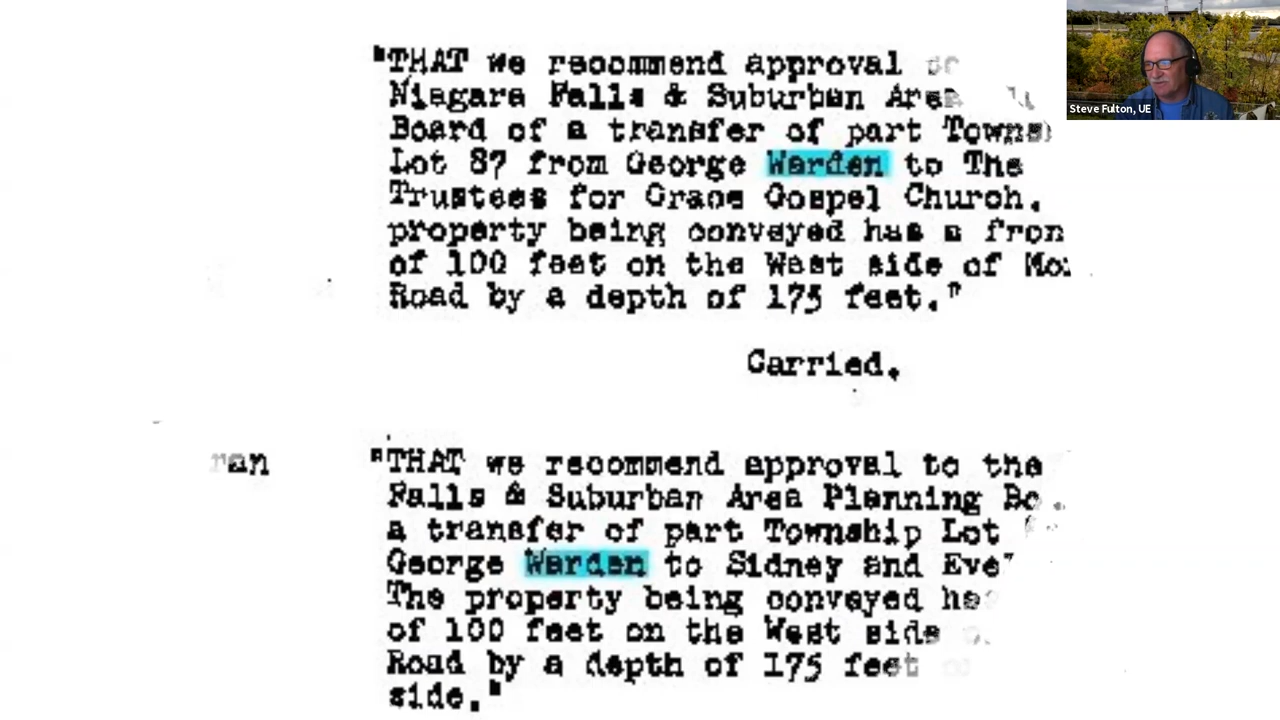 "THAT we recommend approval
Niagara Falls & Suburban Area
Board of a transfer of part
Lot 87 from George Warden to The
Trustees for Grace Gospel Church.
property being conveyed has a
of 100 feet on the West side of
Road by a depth of 175 feet."
Carried.
"THAT we recommend approval to the
Falls & Suburban Area Planning
a transfer of part Township Lot
George Warden to Sidney and
The property being conveyed
of 100 feet on the West side
Road by a depth of 175 feet
side."
Steve Fulton, UE